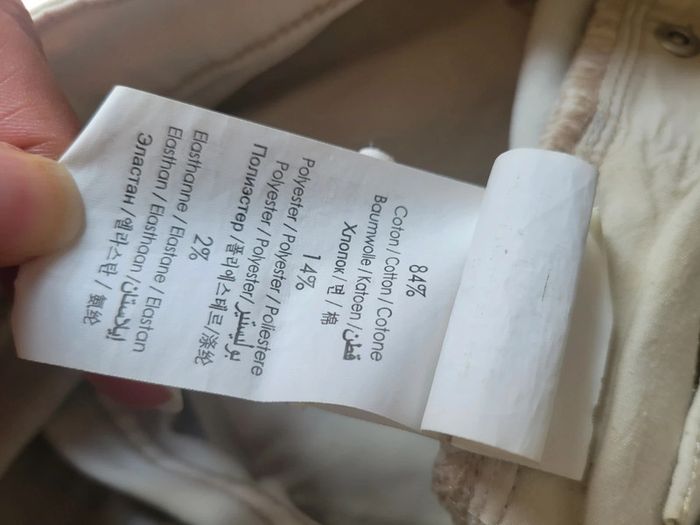 84%
Coton / Cotton / Cotone
Baumwolle / Katoen / قطن
Хлопок / 면 / 棉
14%
Polyester / Polyester / Poliestere
Polyester / Polyester / بوليستير
Полиэстер 폴리에스테르/涤纶
2%
Elasthanne / Elastane / Elastan
Elasthan / Elasthaan / إيلاستان
Эластан /엘라스탄 / 氨纶